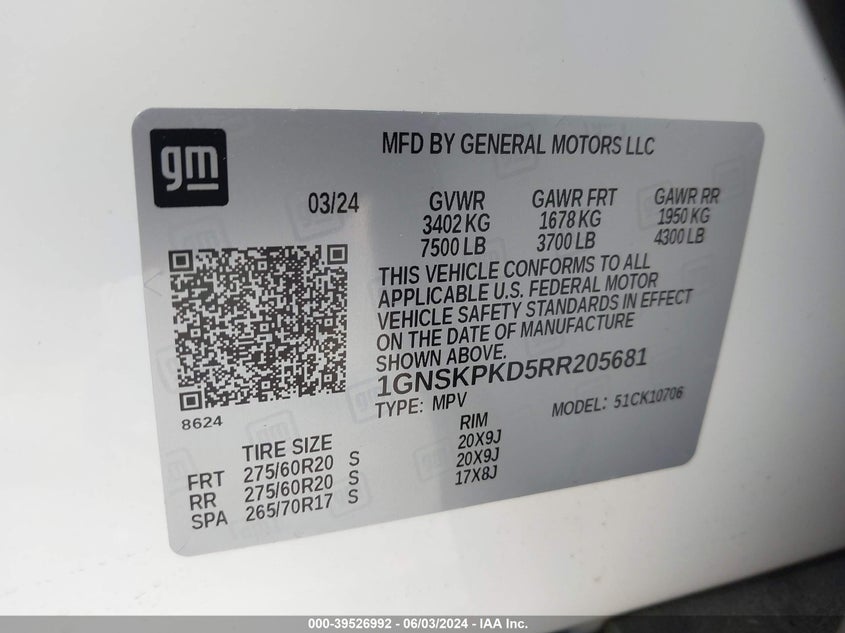 gm
MFD BY GENERAL MOTORS LLC
03/24
GVWR GAWR FRT GAWR RR
3402 KG 1678 KG 1950 KG
7500 LB 3700 LB 4300 LB
THIS VEHICLE CONFORMS TO ALL
APPLICABLE U.S. FEDERAL MOTOR
VEHICLE SAFETY STANDARDS IN EFFECT
ON THE DATE OF MANUFACTURE
SHOWN ABOVE.
1GNSKPKD5RR205681
TYPE: MPV MODEL: 51CK10706
8624
TIRE SIZE RIM
FRT 275/60R20 S 20X9J
RR 275/60R20 S 20X9J
SPA 265/70R17 S 17X8J
000-39526992 - 06/03/2024 - IAA Inc.